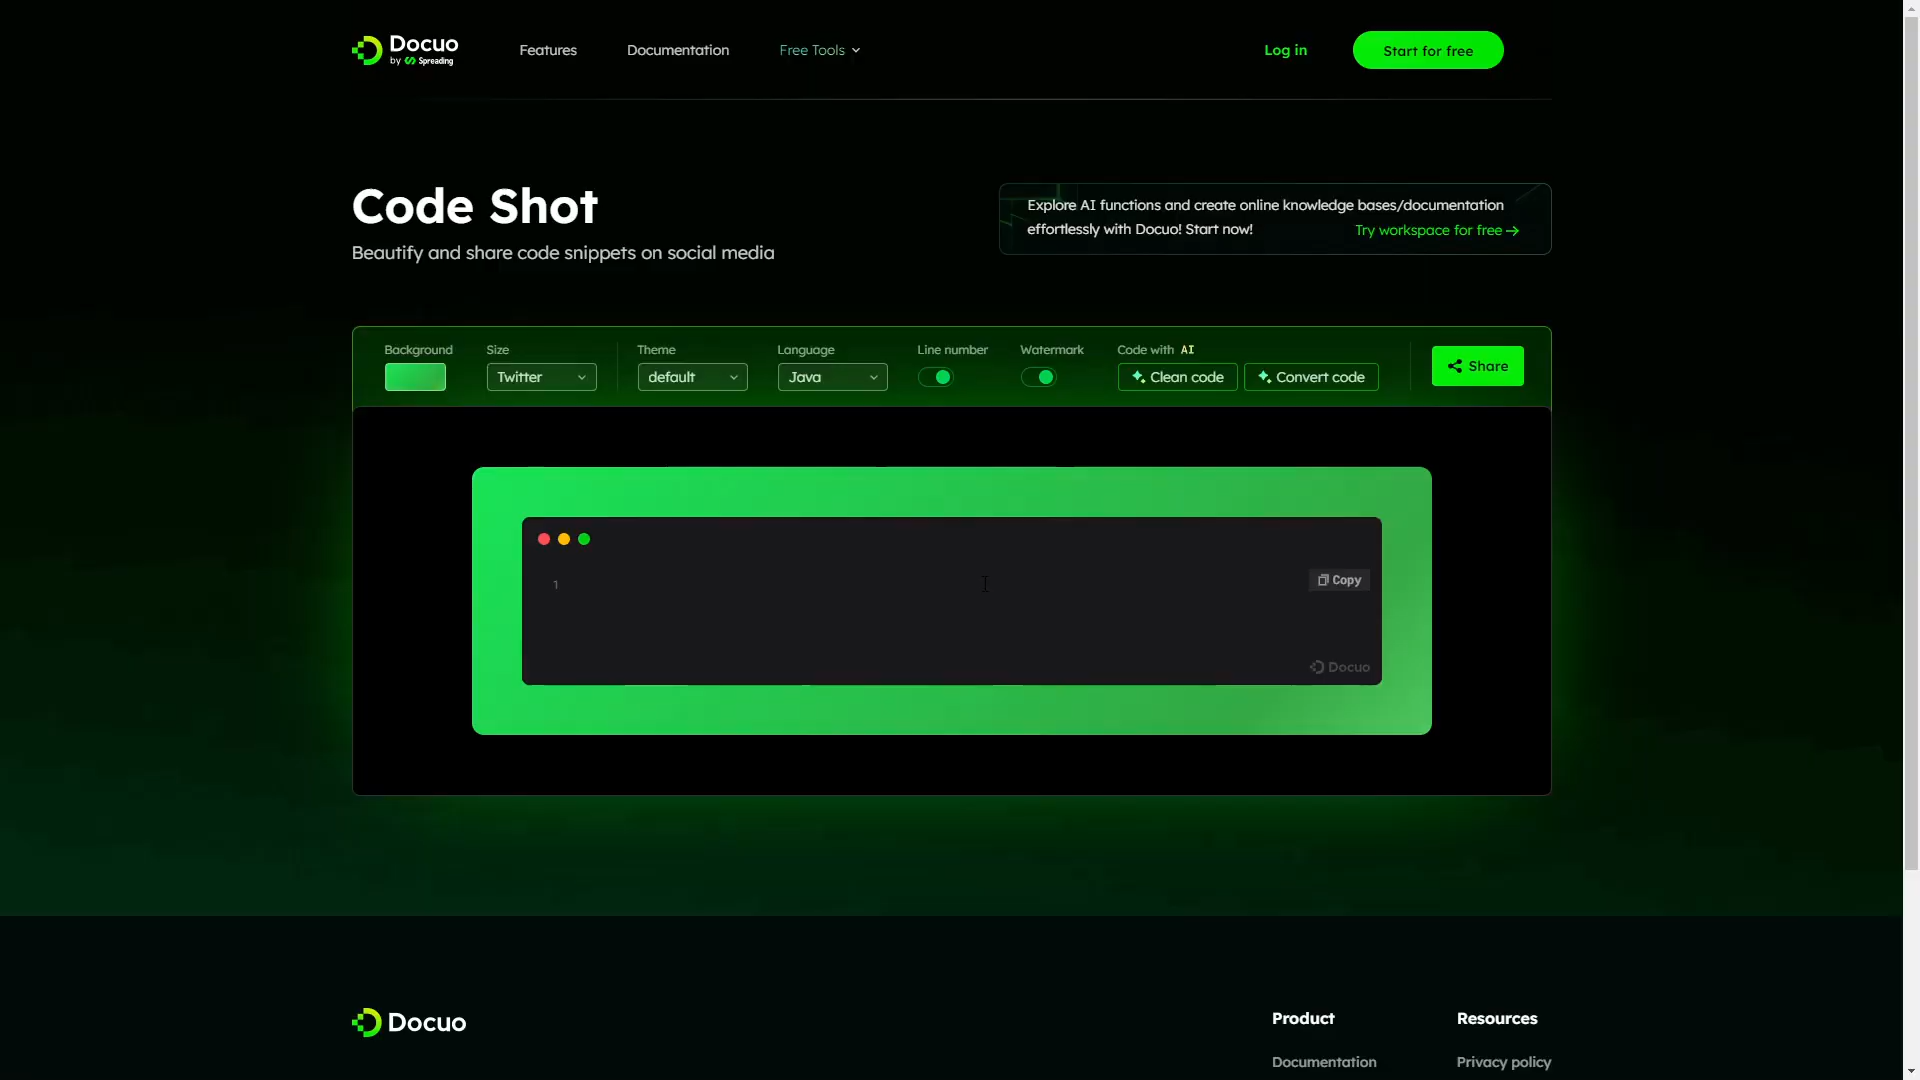 Docuo
by Spreading
Features
Documentation
Free Tools
Log in
Start for free
Code Shot
Beautify and share code snippets on social media
Explore AI functions and create online knowledge bases/documentation
effortlessly with Docuo! Start now!
Try workspace for free
Background
Size
Theme
Language
Line number
Watermark
Code with AI
Twitter
default
Java
Clean code
Convert code
Share
1
Copy
Docuo
Docuo
Product
Resources
Documentation
Privacy policy